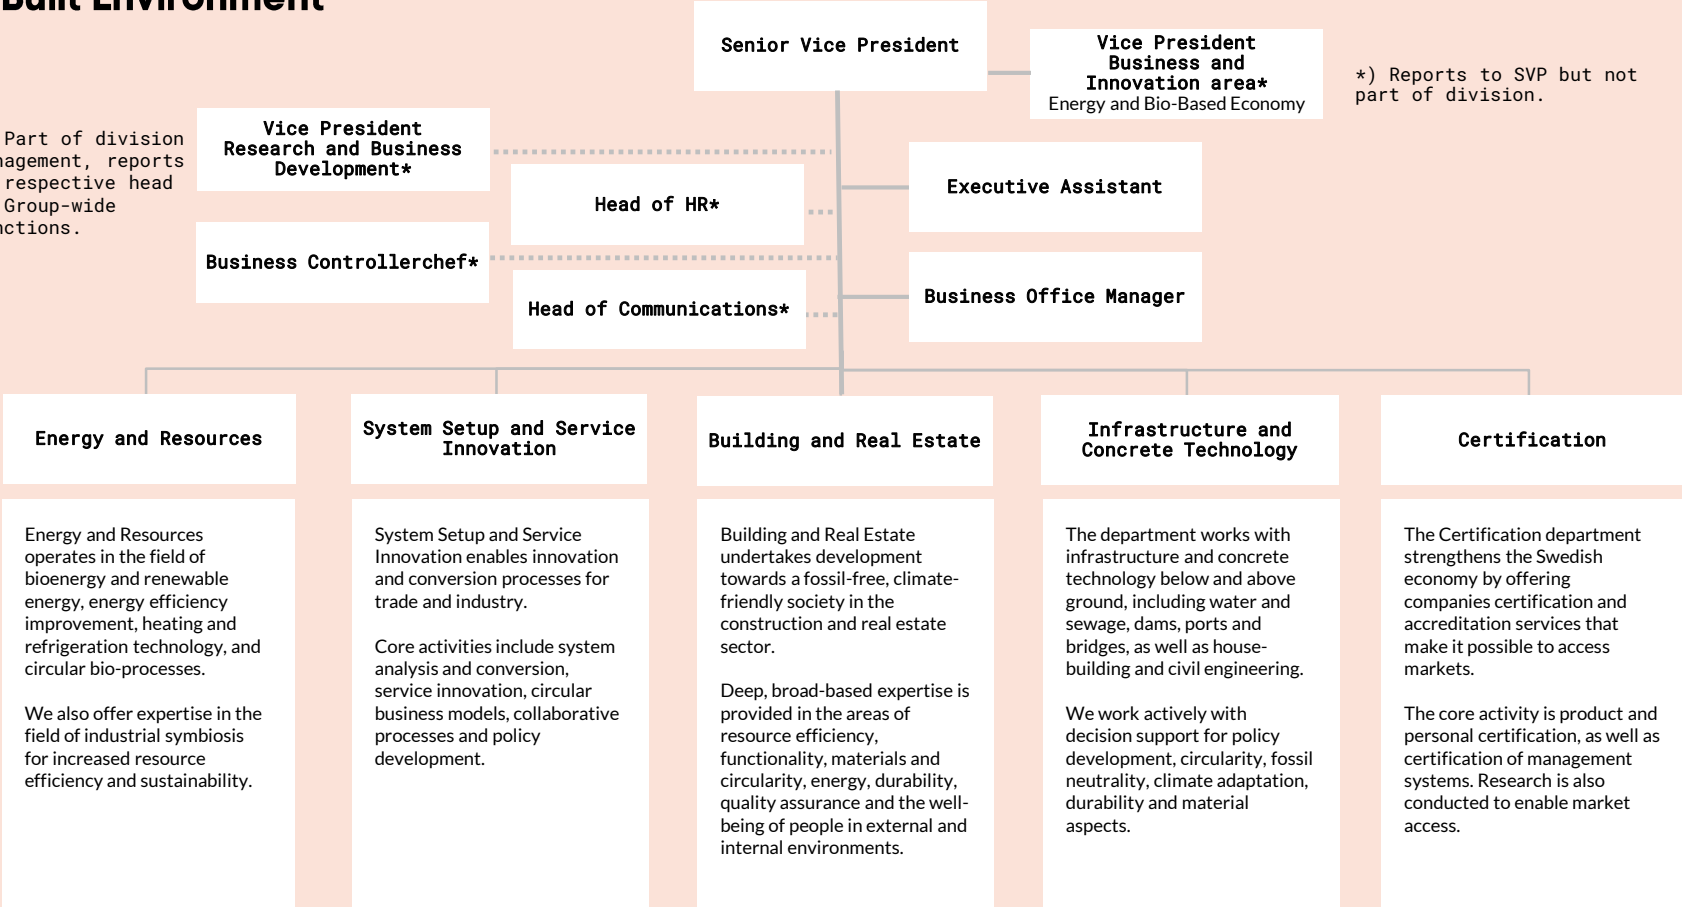 Built Environment
Senior Vice President
Vice President
Business and
Innovation area*
Energy and Bio-Based Economy
*) Reports to SVP but not
part of division.
Part of division
reports
respective head
Group-wide
Vice President
Research and Business
Development*
Head of HR*
Executive Assistant
Business Controllerchef*
Head of Communications*
Business Office Manager
Energy and Resources
System Setup and Service
Innovation
Building and Real Estate
Infrastructure and
Concrete Technology
Certification
Energy and Resources
operates in the field of
bioenergy and renewable
energy, energy efficiency
improvement, heating and
refrigeration technology, and
circular bio-processes.
We also offer expertise in the
field of industrial symbiosis
for increased resource
efficiency and sustainability.
System Setup and Service
Innovation enables innovation
and conversion processes for
trade and industry.
Core activities include system
analysis and conversion,
service innovation, circular
business models, collaborative
processes and policy
development.
Building and Real Estate
undertakes development
towards a fossil-free, climate-
friendly society in the
construction and real estate
sector.
Deep, broad-based expertise is
provided in the areas of
resource efficiency,
functionality, materials and
circularity, energy, durability,
quality assurance and the well-
being of people in external and
internal environments.
The department works with
infrastructure and concrete
technology below and above
ground, including water and
sewage, dams, ports and
bridges, as well as house-
building and civil engineering.
We work actively with
decision support for policy
development, circularity, fossil
neutrality, climate adaptation,
durability and material
aspects.
The Certification department
strengthens the Swedish
economy by offering
companies certification and
accreditation services that
make it possible to access
markets.
The core activity is product and
personal certification, as well as
certification of management
systems. Research is also
conducted to enable market
access.